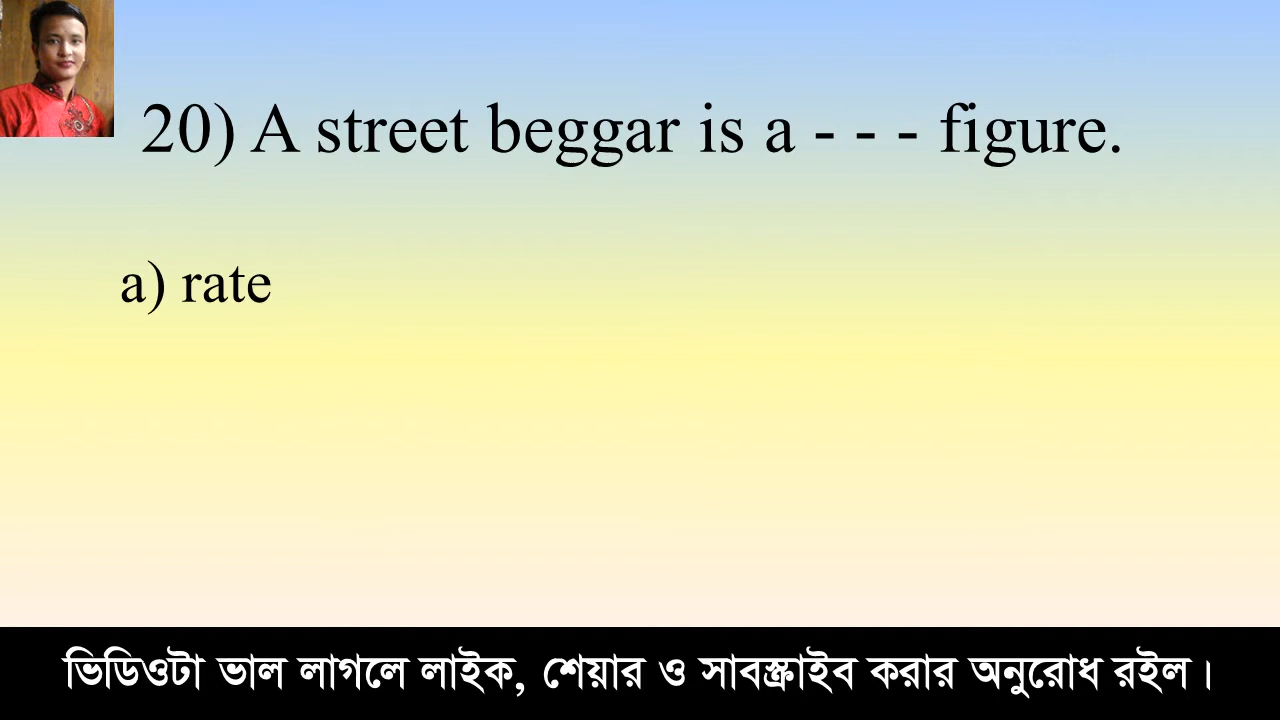 20) A street beggar is a - - - figure.
a) rate
ভিডিওটা ভাল লাগলে লাইক, শেয়ার ও সাবস্ক্রাইব করার অনুরোধ রইল।